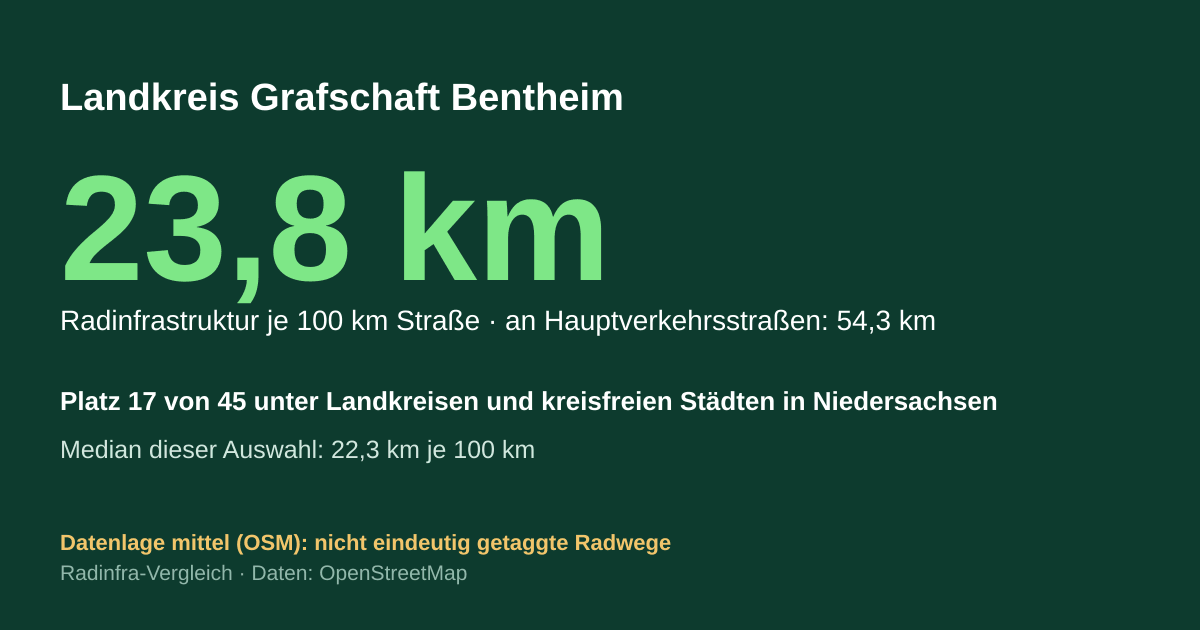 Landkreis Grafschaft Bentheim
23,8 km
Radinfrastruktur je 100 km Straße · an Hauptverkehrsstraßen: 54,3 km
Platz 17 von 45 unter Landkreisen und kreisfreien Städten in Niedersachsen
Median dieser Auswahl: 22,3 km je 100 km
Datenlage mittel (OSM): nicht eindeutig getaggte Radwege
Radinfra-Vergleich · Daten: OpenStreetMap